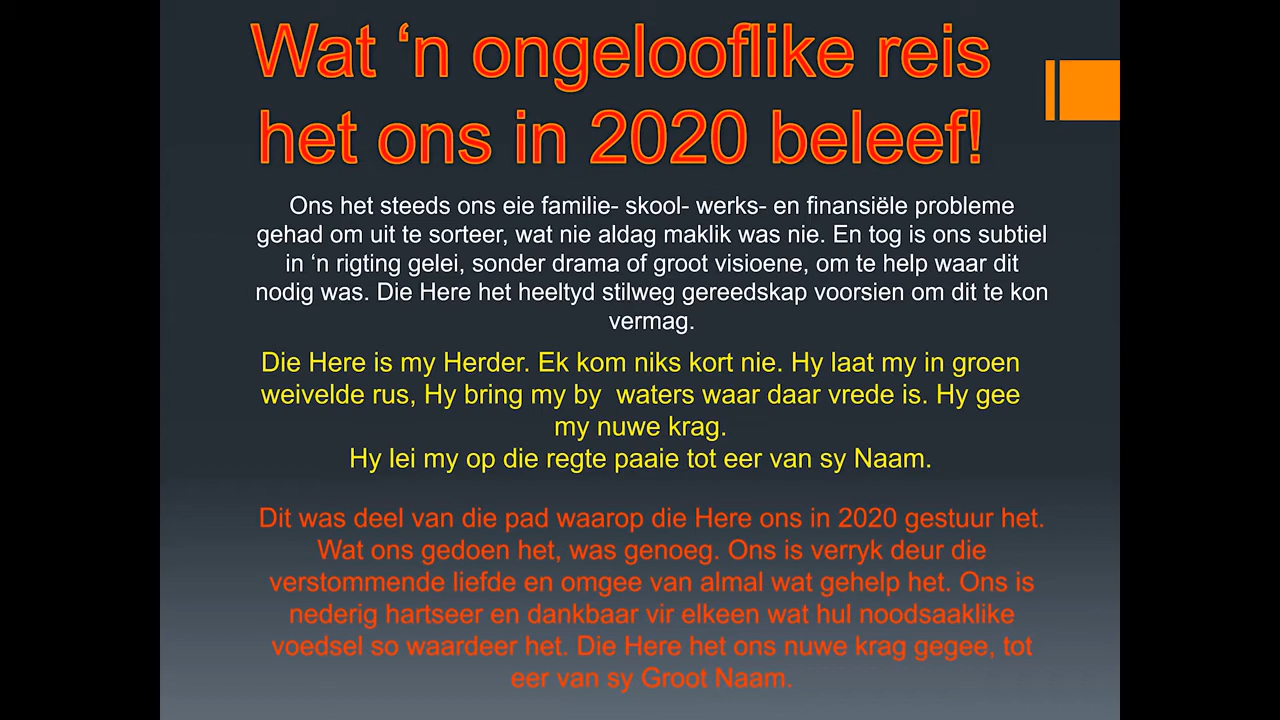 Wat ‘n ongelooflike reis
het ons in 2020 beleef!
Ons het steeds ons eie familie- skool- werks- en finansiële probleme
gehad om uit te sorteer, wat nie aldag maklik was nie. En tog is ons subtiel
in ‘n rigting gelei, sonder drama of groot visioene, om te help waar dit
nodig was. Die Here het heeltyd stilweg gereedskap voorsien om dit te kon
vermag.
Die Here is my Herder. Ek kom niks kort nie. Hy laat my in groen
weivelde rus, Hy bring my by  waters waar daar vrede is. Hy gee
my nuwe krag.
Hy lei my op die regte paaie tot eer van sy Naam.
Dit was deel van die pad waarop die Here ons in 2020 gestuur het.
Wat ons gedoen het, was genoeg. Ons is verryk deur die
verstommende liefde en omgee van almal wat gehelp het. Ons is
nederig hartseer en dankbaar vir elkeen wat hul noodsaaklike
voedsel so waardeer het. Die Here het ons nuwe krag gegee, tot
eer van sy Groot Naam.